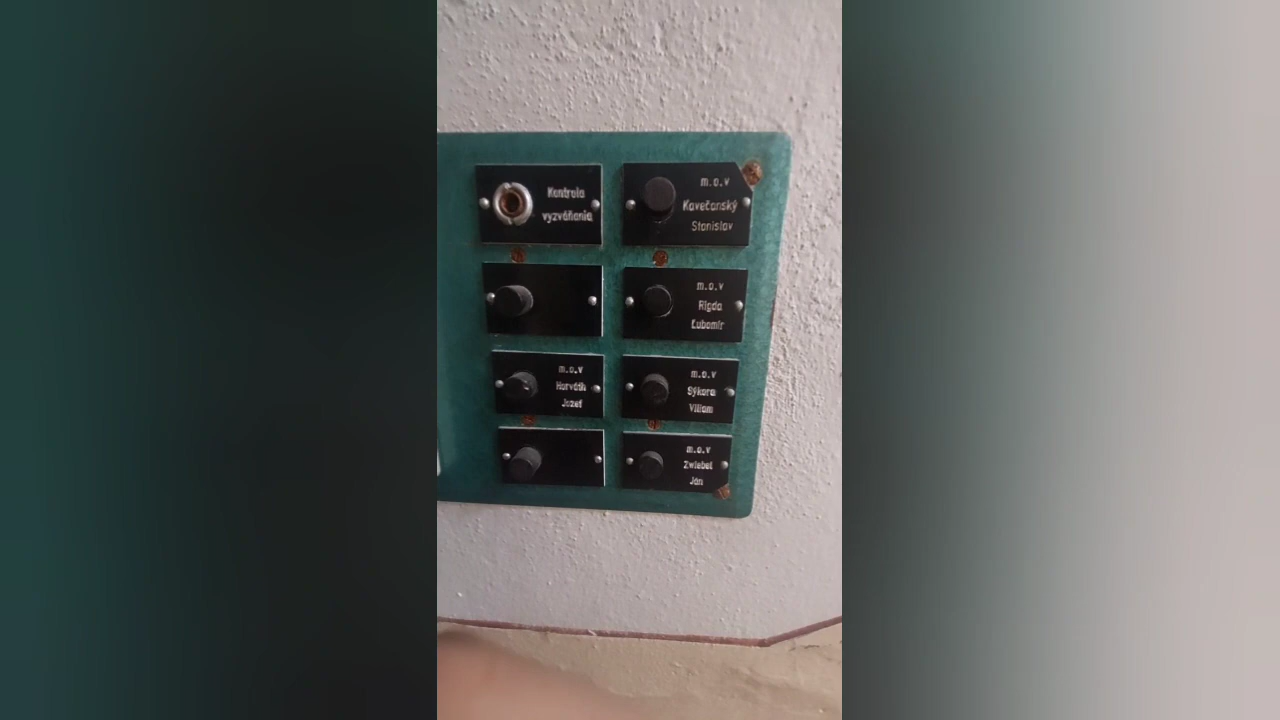 Kontrola
vyzváňania
m.o.v
Kavečanský
Stanislav
m.o.v
Rigda
Ľubomír
m.o.v
Horváth
Jozef
m.o.v
Sýkora
Viliam
m.o.v
Zwiebel
Ján